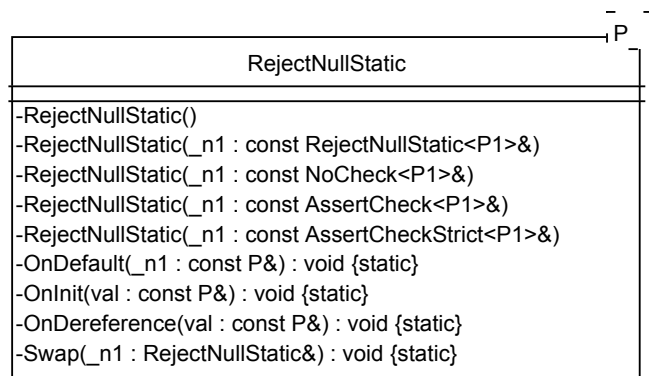 P
RejectNullStatic
-RejectNullStatic()
-RejectNullStatic(_n1 : const RejectNullStatic<P1>&)
-RejectNullStatic(_n1 : const NoCheck<P1>&)
-RejectNullStatic(_n1 : const AssertCheck<P1>&)
-RejectNullStatic(_n1 : const AssertCheckStrict<P1>&)
-OnDefault(_n1 : const P&) : void {static}
-OnInit(val : const P&) : void {static}
-OnDereference(val : const P&) : void {static}
-Swap(_n1 : RejectNullStatic&) : void {static}